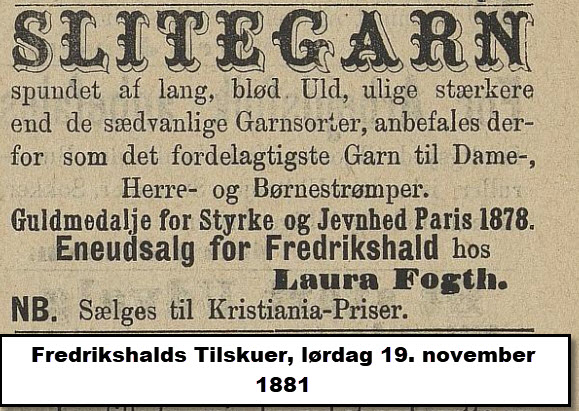 SLITEGARN
spundet af lang, blød Uld, ulige stærkere
end de sædvanlige Garnsorter, anbefales der-
for som det fordelagtigste Garn til Dame-,
Herre- og Børnestrømper.
Guldmedalje for Styrke og Jevnhed Paris 1878.
Eneudsalg for Fredrikshald hos
Laura Fogth.
NB. Sælges til Kristiania-Priser.
Fredrikshalds Tilskuer, lørdag 19. november
1881